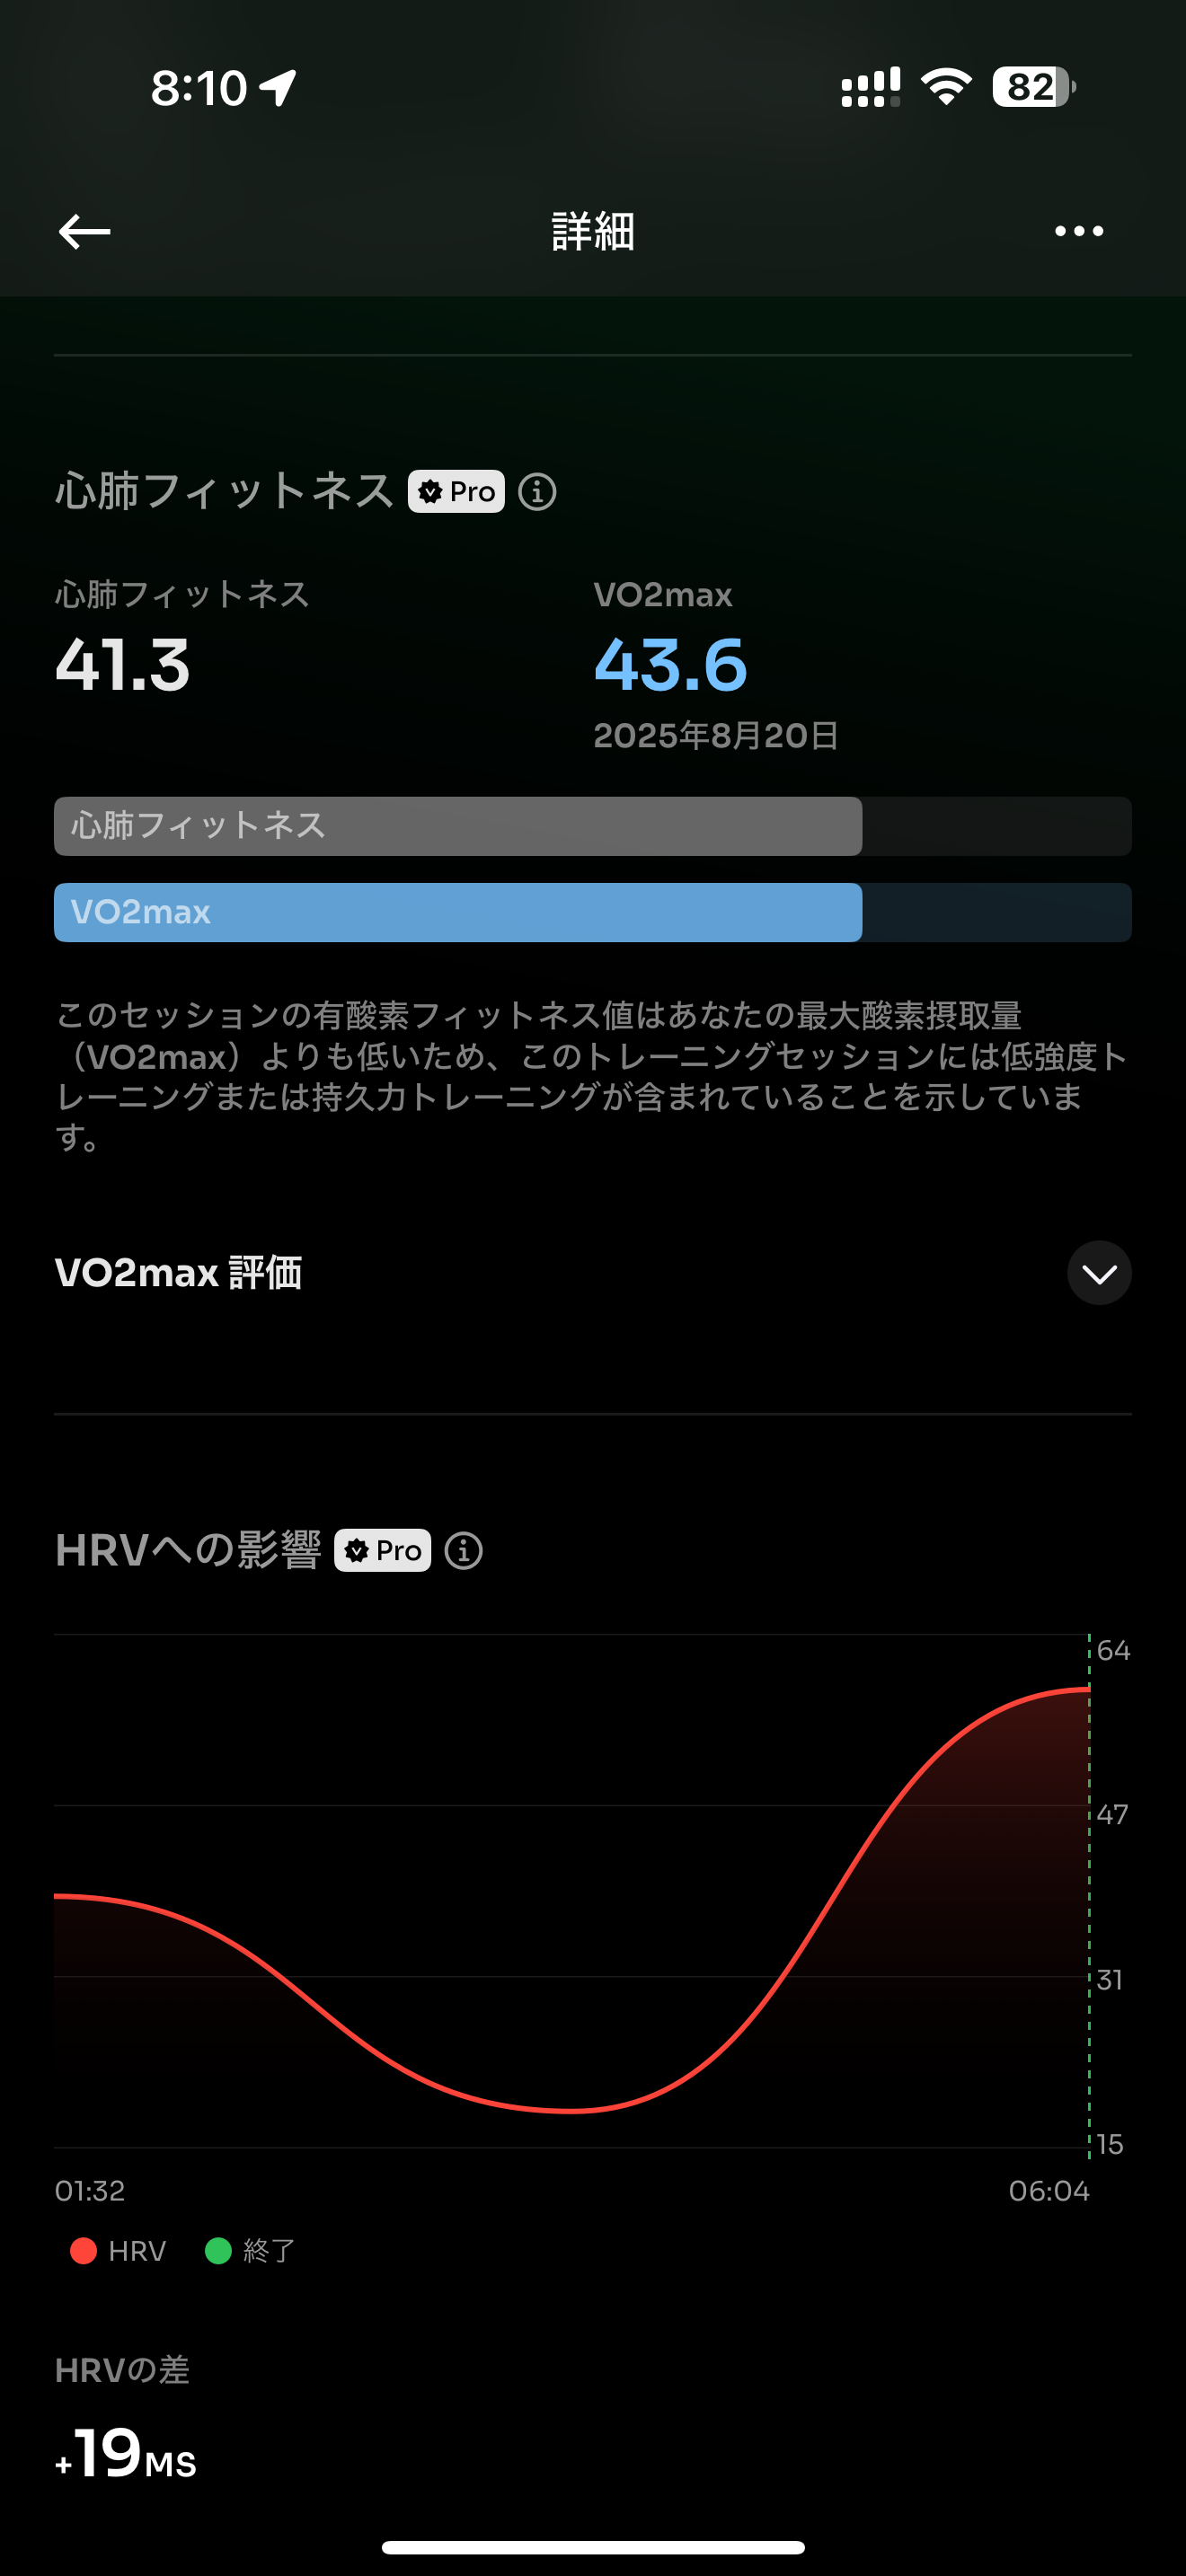 8:10
82
詳細
心肺フィットネス Pro
心肺フィットネス
41.3
VO2max
43.6
2025年8月20日
心肺フィットネス
VO2max
このセッションの有酸素フィットネス値はあなたの最大酸素摂取量
（VO2max）よりも低いため、このトレーニングセッションには低強度ト
レーニングまたは持久力トレーニングが含まれていることを示していま
す。
VO2max 評価
HRVへの影響 Pro
64
47
31
15
01:32
06:04
HRV
終了
HRVの差
+19MS